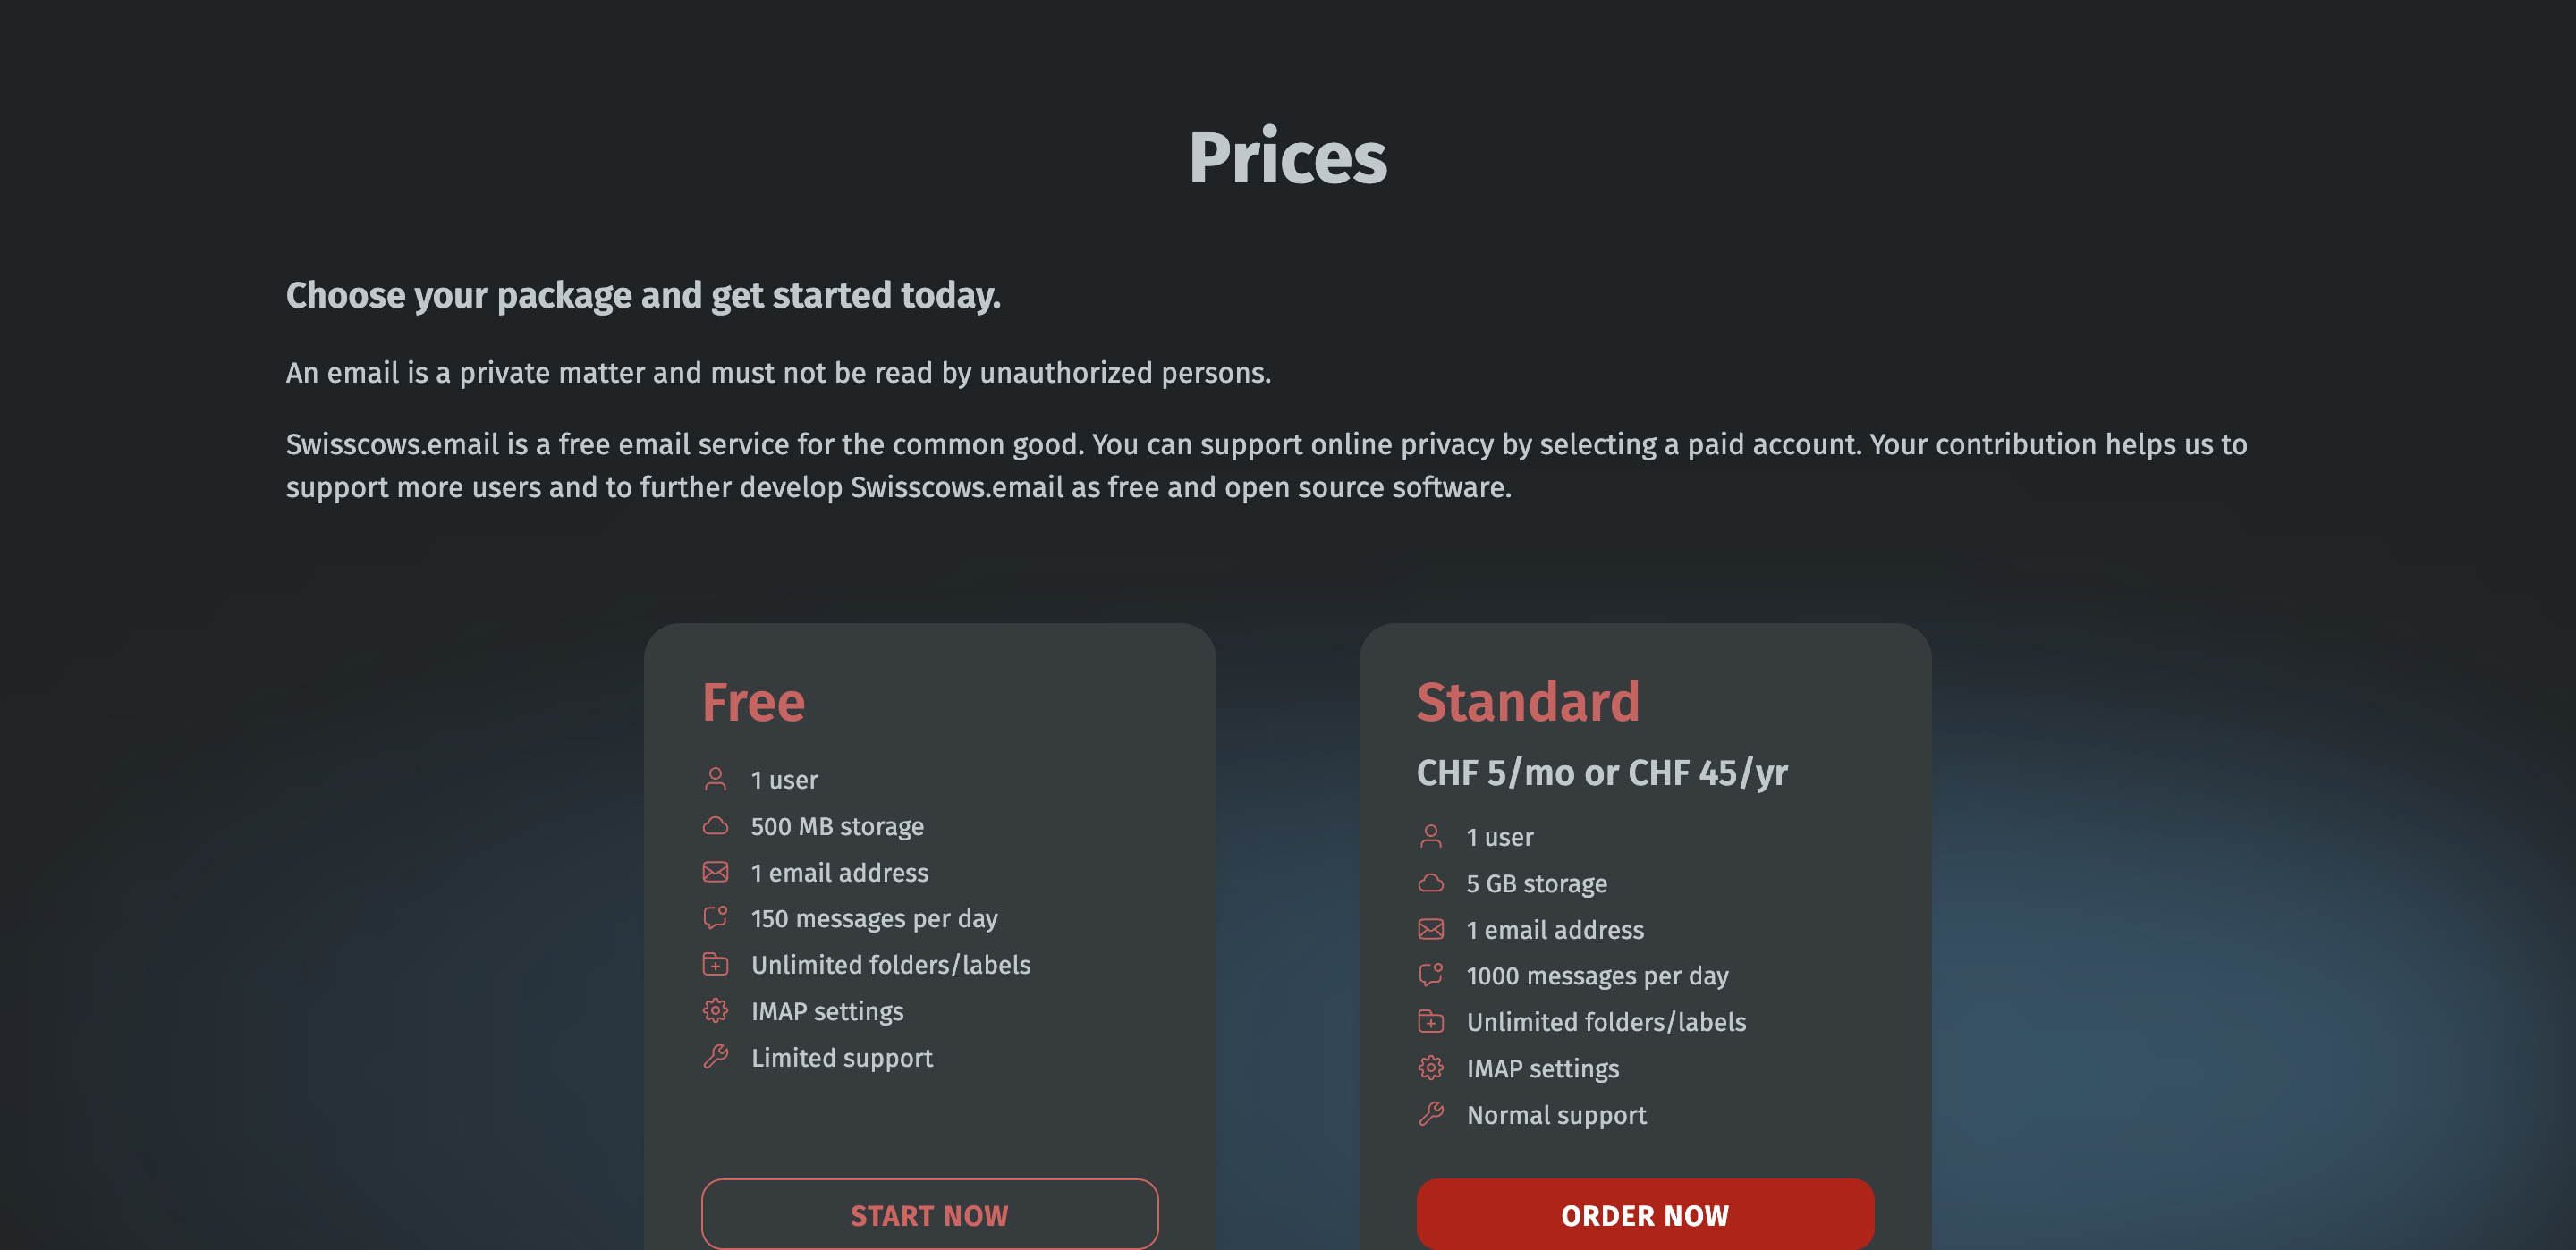 Prices
Choose your package and get started today.
An email is a private matter and must not be read by unauthorized persons.
Swisscows.email is a free email service for the common good. You can support online privacy by selecting a paid account. Your contribution helps us to
support more users and to further develop Swisscows.email as free and open source software.
Free
1 user
500 MB storage
1 email address
150 messages per day
Unlimited folders/labels
IMAP settings
Limited support
START NOW
Standard
CHF 5/mo or CHF 45/yr
1 user
5 GB storage
1 email address
1000 messages per day
Unlimited folders/labels
IMAP settings
Normal support
ORDER NOW